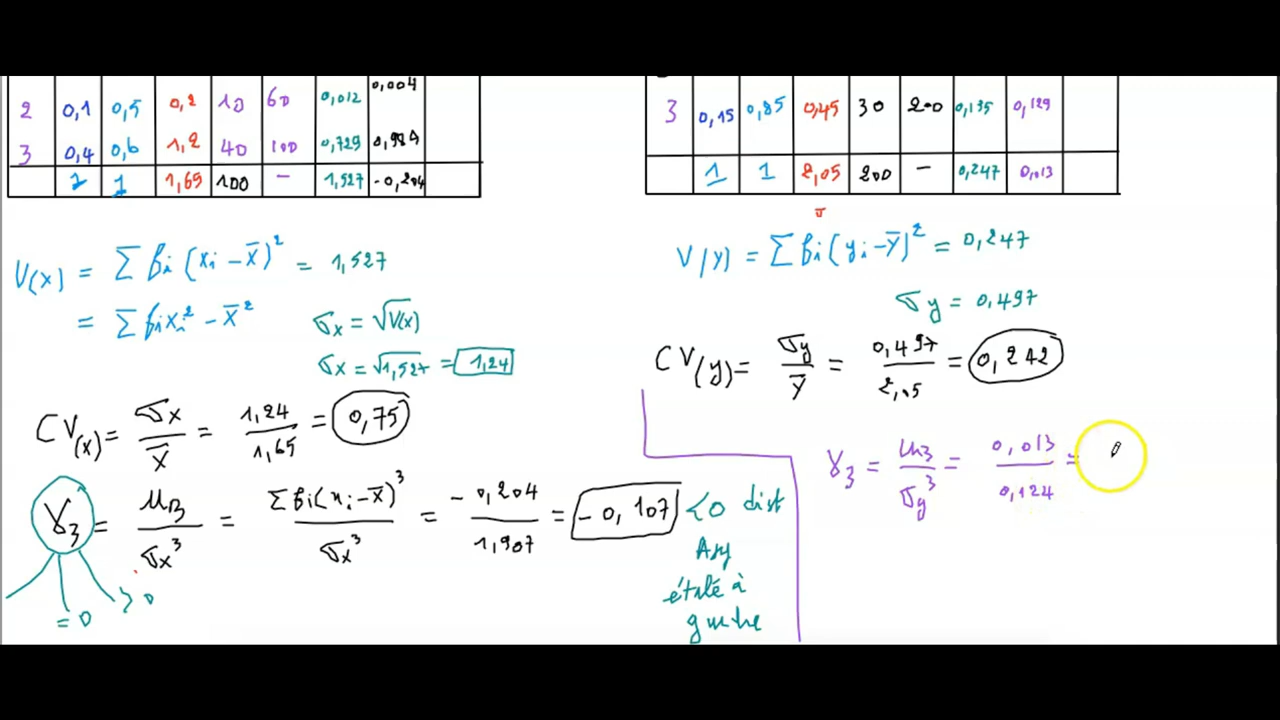 0,004
2 0,1 0,5 0,2 10 60 0,012
3 0,4 0,6 1,2 40 100 0,729 0,984
1 1 1,65 100 - 1,527 -0,204
V(x) = ∑ fi (xi - x̄)² = 1,527
= ∑ fi xi² - x̄²
σx = √V(x)
σx = √1,527 = 1,24
CV(x) = σx / x̄ = 1,24 / 1,65 = 0,75
γ3 = μ3 / σx³ = ∑ fi (xi - x̄)³ / σx³ = -0,204 / 1,907 = -0,107 < 0 dist
Asy
étalé à
gauche
= 0
> 0
3 0,15 0,85 0,45 30 200 0,135 0,129
1 1 2,05 200 - 0,247 0,013
V(y) = ∑ fi (yi - ȳ)² = 0,247
σy = 0,497
CV(y) = σy / ȳ = 0,497 / 2,05 = 0,242
γ3 = μ3 / σy³ = 0,013 / 0,124 =